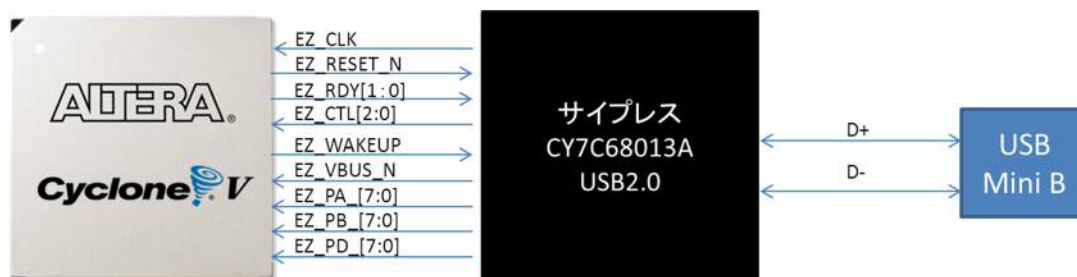 ALTERA®
Cyclone® V
EZ_CLK
EZ_RESET_N
EZ_RDY[1:0]
EZ_CTL[2:0]
EZ_WAKEUP
EZ_VBUS_N
EZ_PA_[7:0]
EZ_PB_[7:0]
EZ_PD_[7:0]
サイプレス
CY7C68013A
USB2.0
D+
D-
USB
Mini B